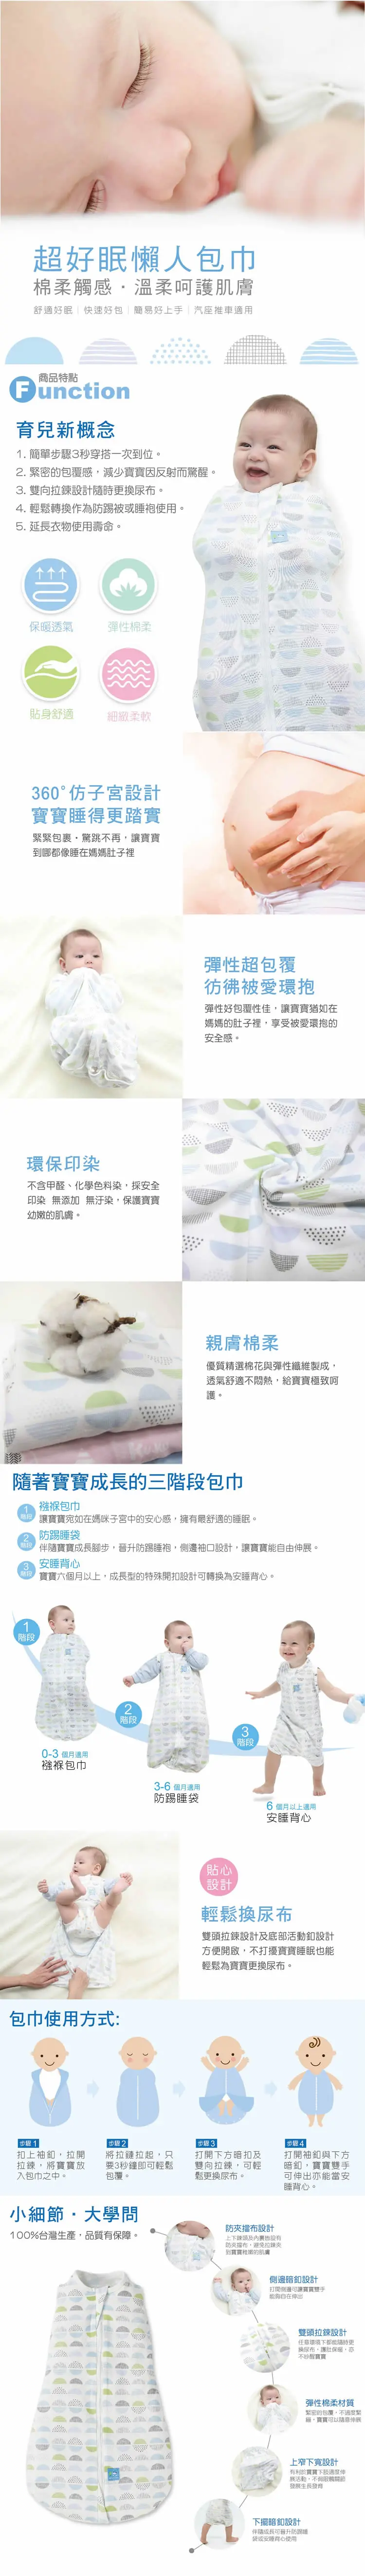 超好眠懶人包巾
棉柔觸感・溫柔呵護肌膚
舒適好眠｜快速好包｜簡易好上手｜汽座推車適用
商品特點
Function
育兒新概念
1. 簡單步驟3秒穿搭一次到位。
2. 緊密的包覆感，減少寶寶因反射而驚醒。
3. 雙向拉鍊設計隨時更換尿布。
4. 輕鬆轉換作為防踢被或睡袍使用。
5. 延長衣物使用壽命。
保暖透氣
彈性棉柔
貼身舒適
細緻柔軟
360°仿子宮設計
寶寶睡得更踏實
緊緊包裹，驚跳不再，讓寶寶
到哪都像睡在媽媽肚子裡
彈性超包覆
彷彿被愛環抱
彈性好包覆性佳，讓寶寶猶如在
媽媽的肚子裡，享受被愛環抱的
安全感。
環保印染
不含甲醛、化學色料染，採安全
印染 無添加 無汙染，保護寶寶
幼嫩的肌膚。
親膚棉柔
優質精選棉花與彈性纖維製成，
透氣舒適不悶熱，給寶寶極致呵
護。
隨著寶寶成長的三階段包巾
1 階段 襁褓包巾
讓寶寶宛如在媽咪子宮中的安心感，擁有最舒適的睡眠。
2 階段 防踢睡袋
伴隨寶寶成長腳步，晉升防踢睡袍，側邊袖口設計，讓寶寶能自由伸展。
3 階段 安睡背心
寶寶六個月以上，成長型的特殊開扣設計可轉換為安睡背心。
1
階段
2
階段
3
階段
0-3 個月適用
襁褓包巾
3-6 個月適用
防踢睡袋
6 個月以上適用
安睡背心
貼心
設計
輕鬆換尿布
雙頭拉鍊設計及底部活動釦設計
方便開啟，不打擾寶寶睡眠也能
輕鬆為寶寶更換尿布。
包巾使用方式:
步驟 1
扣上袖釦，拉開
拉鍊，將寶寶放
入包巾之中。
步驟 2
將拉鏈拉起，只
要3秒鐘即可輕鬆
包覆。
步驟 3
打開下方暗扣及
雙向拉鍊，可輕
鬆更換尿布。
步驟 4
打開袖釦與下方
暗釦，寶寶雙手
可伸出亦能當安
睡背心。
小細節・大學問
100%台灣生產，品質有保障。
防夾擋布設計
側邊暗釦設計
打開側邊可讓寶寶雙手
能夠自在伸出
雙頭拉鍊設計
彈性棉柔材質
上窄下寬設計
下擺暗釦設計